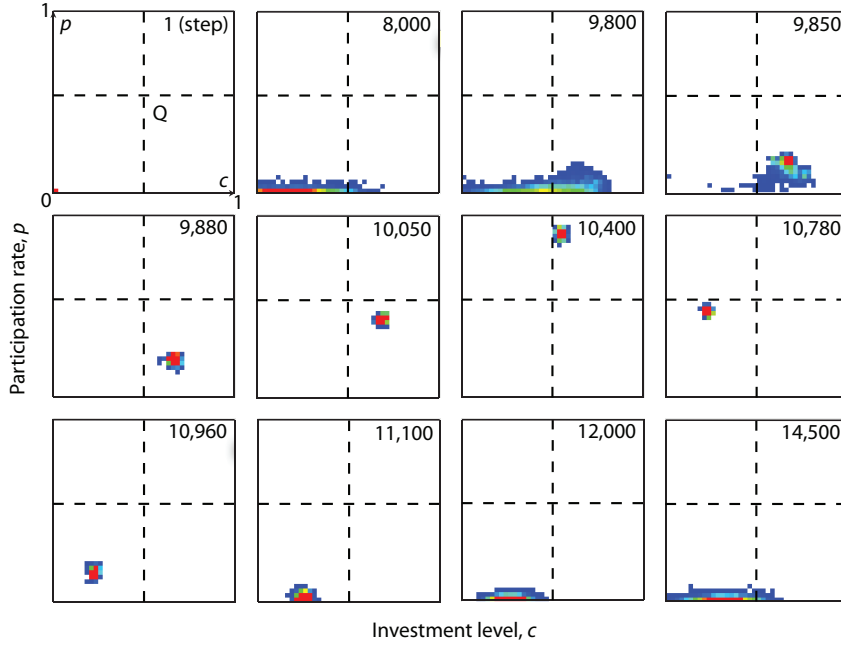 1
p
1 (step)
8,000
9,800
9,850
Q
c
0
1
9,880
10,050
10,400
10,780
Participation rate, p
10,960
11,100
12,000
14,500
Investment level, c